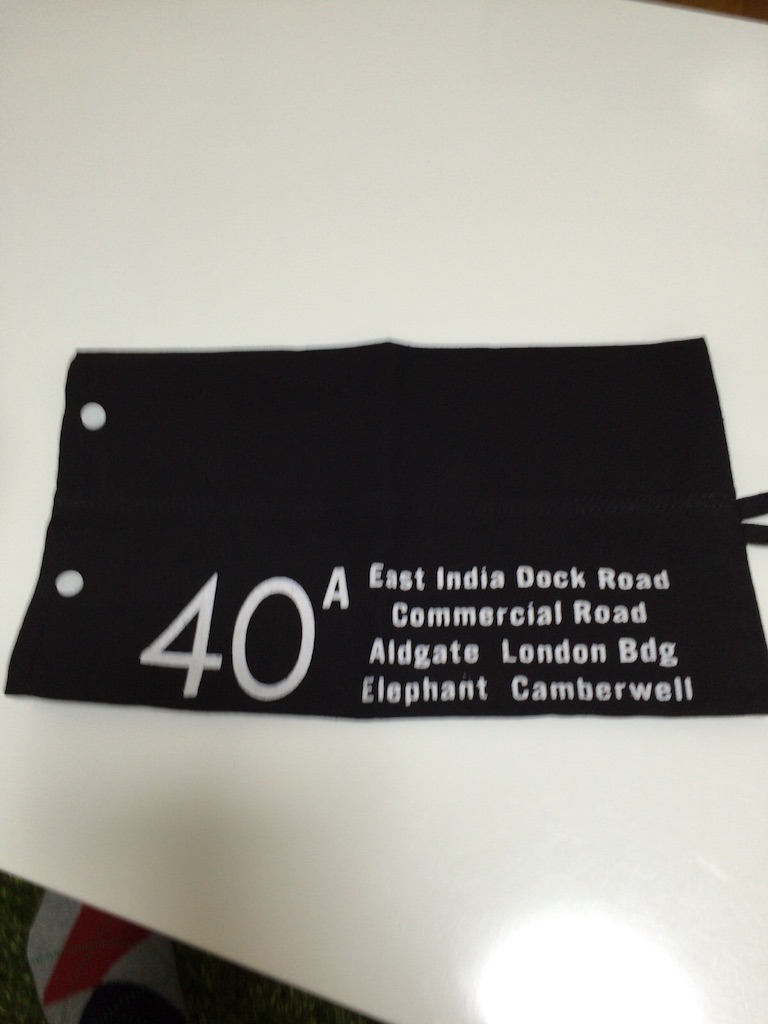 40A
East India Dock Road
Commercial Road
Aldgate London Bdg
Elephant Camberwell